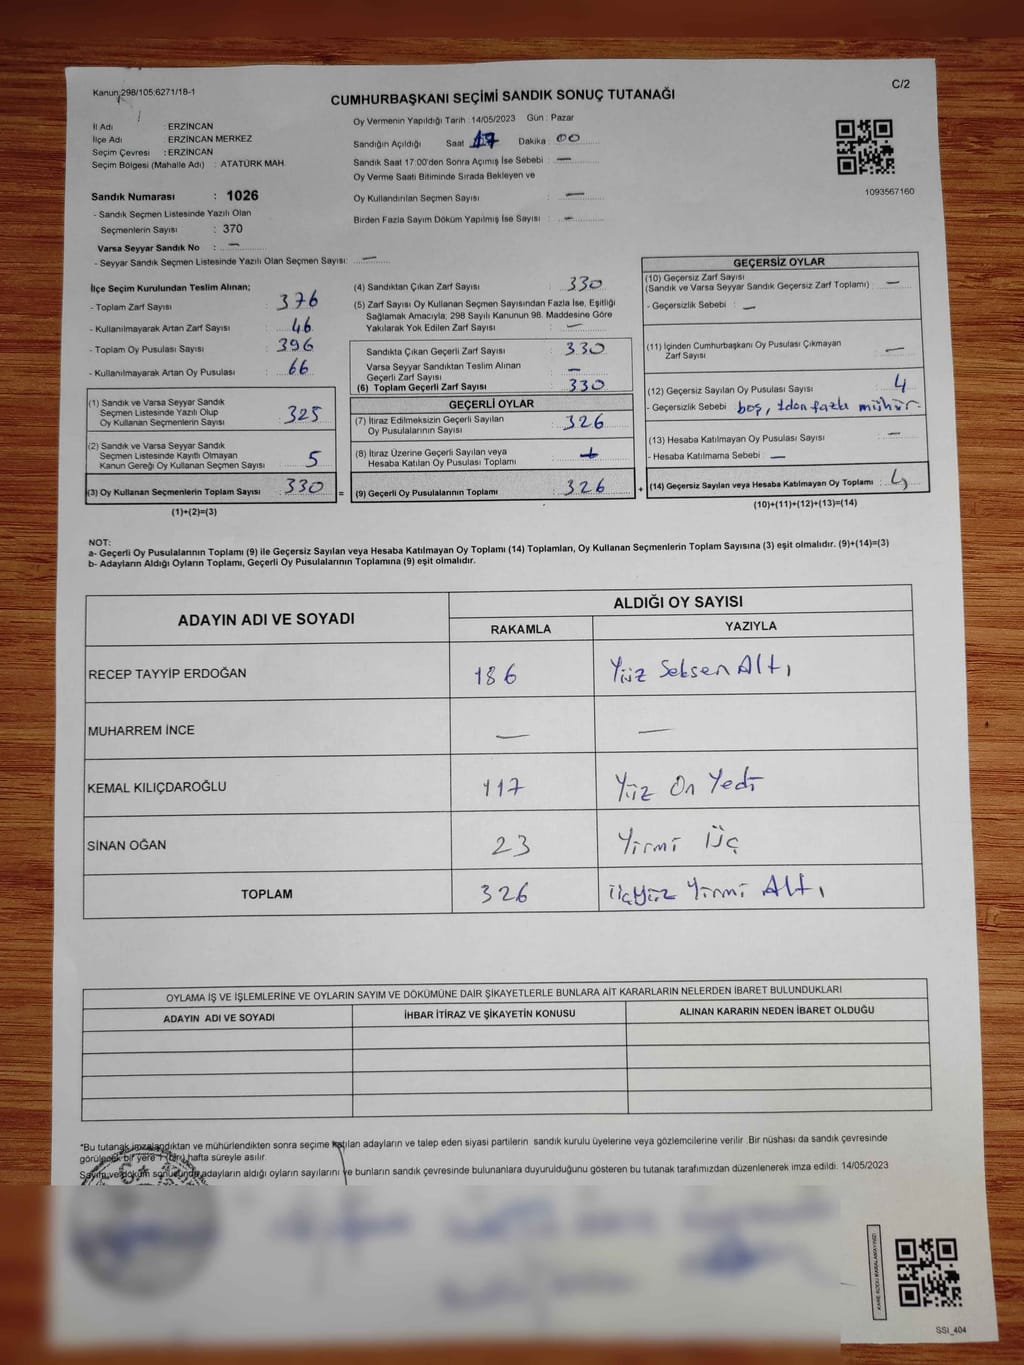 Kanun 298/105 6271/18-1
C/2
CUMHURBAŞKANI SEÇİMİ SANDIK SONUÇ TUTANAĞI
İl Adı : ERZİNCAN
İlçe Adı : ERZİNCAN MERKEZ
Seçim Çevresi : ERZİNCAN
Seçim Bölgesi (Mahalle Adı) : ATATÜRK MAH.
Sandık Numarası : 1026
- Sandık Seçmen Listesinde Yazılı Olan
Seçmenlerin Sayısı : 370
Varsa Seyyar Sandık No : —
- Seyyar Sandık Seçmen Listesinde Yazılı Olan Seçmen Sayısı: —
Oy Vermenin Yapıldığı Tarih : 14/05/2023 Gün : Pazar
Sandığın Açıldığı Saat 17 Dakika : 00
Sandık Saat 17:00'den Sonra Açımış İse Sebebi : —
Oy Verme Saati Bitiminde Sırada Bekleyen ve
Oy Kullandırılan Seçmen Sayısı : —
Birden Fazla Sayım Döküm Yapılmış İse Sayısı : —
1093567160
İlçe Seçim Kurulundan Teslim Alınan;
- Toplam Zarf Sayısı : 376
- Kullanılmayarak Artan Zarf Sayısı : 46
- Toplam Oy Pusulası Sayısı : 396
- Kullanılmayarak Artan Oy Pusulası : 66
(1) Sandık ve Varsa Seyyar Sandık
Seçmen Listesinde Yazılı Olup
Oy Kullanan Seçmenlerin Sayısı : 325
(2) Sandık ve Varsa Seyyar Sandık
Seçmen Listesinde Kayıtlı Olmayan
Kanun Gereği Oy Kullanan Seçmen Sayısı : 5
(3) Oy Kullanan Seçmenlerin Toplam Sayısı : 330 =
(1)+(2)=(3)
(4) Sandıktan Çıkan Zarf Sayısı : 330
(5) Zarf Sayısı Oy Kullanan Seçmen Sayısından Fazla İse, Eşitliği
Sağlamak Amacıyla; 298 Sayılı Kanunun 98. Maddesine Göre
Yakılarak Yok Edilen Zarf Sayısı : —
Sandıkta Çıkan Geçerli Zarf Sayısı : 330
Varsa Seyyar Sandıktan Teslim Alınan
Geçerli Zarf Sayısı : —
(6) Toplam Geçerli Zarf Sayısı : 330
GEÇERLİ OYLAR
(7) İtiraz Edilmeksizin Geçerli Sayılan
Oy Pusulalarının Sayısı : 326
(8) İtiraz Üzerine Geçerli Sayılan veya
Hesaba Katılan Oy Pusulası Toplamı :
(9) Geçerli Oy Pusulalarının Toplamı : 326 +
GEÇERSİZ OYLAR
(10) Geçersiz Zarf Sayısı
(Sandık ve Varsa Seyyar Sandık Geçersiz Zarf Toplamı) : —
- Geçersizlik Sebebi : —
(11) İçinden Cumhurbaşkanı Oy Pusulası Çıkmayan
Zarf Sayısı : —
(12) Geçersiz Sayılan Oy Pusulası Sayısı : 4
- Geçersizlik Sebebi : boş, 1den fazla mühür.
(13) Hesaba Katılmayan Oy Pusulası Sayısı : —
- Hesaba Katılmama Sebebi : —
(14) Geçersiz Sayılan veya Hesaba Katılmayan Oy Toplamı : 4
(10)+(11)+(12)+(13)=(14)
NOT:
a- Geçerli Oy Pusulalarının Toplamı (9) ile Geçersiz Sayılan veya Hesaba Katılmayan Oy Toplamı (14) Toplamları, Oy Kullanan Seçmenlerin Toplam Sayısına (3) eşit olmalıdır. (9)+(14)=(3)
b- Adayların Aldığı Oyların Toplamı, Geçerli Oy Pusulalarının Toplamına (9) eşit olmalıdır.
ADAYIN ADI VE SOYADI ALDIĞI OY SAYISI
RAKAMLA YAZIYLA
RECEP TAYYİP ERDOĞAN 186 Yüz Seksen Altı
MUHARREM İNCE — —
KEMAL KILIÇDAROĞLU 117 Yüz On Yedi
SİNAN OĞAN 23 Yirmi Üç
TOPLAM 326 üçyüz Yirmi Altı
OYLAMA İŞ VE İŞLEMLERİNE VE OYLARIN SAYIM VE DÖKÜMÜNE DAİR ŞİKAYETLERLE BUNLARA AİT KARARLARIN NELERDEN İBARET BULUNDUKLARI
ADAYIN ADI VE SOYADI İHBAR İTİRAZ VE ŞİKAYETİN KONUSU ALINAN KARARIN NEDEN İBARET OLDUĞU
*Bu tutanak imzalandıktan ve mühürlendikten sonra seçime katılan adayların ve talep eden siyasi partilerin sandık kurulu üyelerine veya gözlemcilerine verilir. Bir nüshası da sandık çevresinde
görülecek bir yere 1 (bir) hafta süreyle asılır.
Sayım ve döküm sonunda adayların aldığı oyların sayılarını ve bunların sandık çevresinde bulunanlara duyurulduğunu gösteren bu tutanak tarafımızdan düzenlenerek imza edildi. 14/05/2023
KARE KODU KARALAMAYINIZ!
SSİ_404